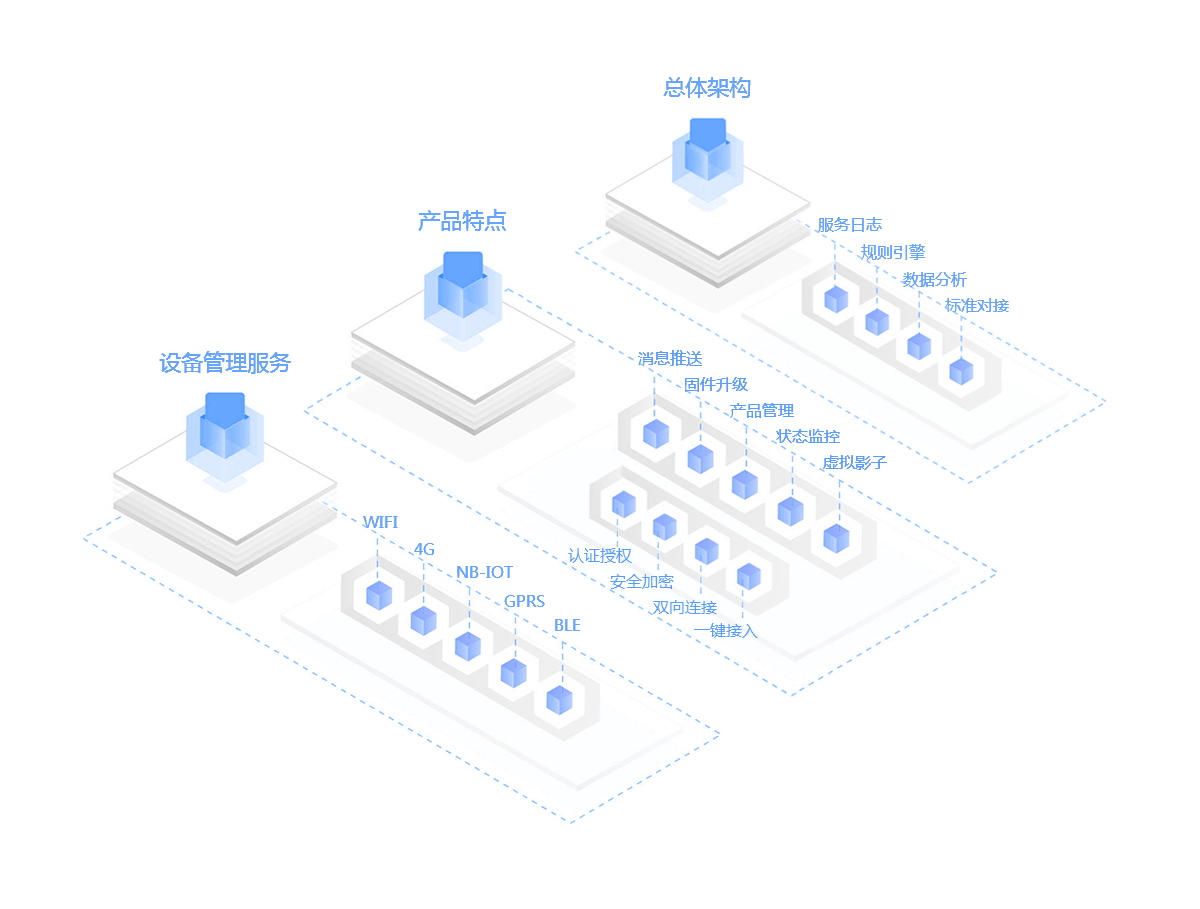 总体架构
服务日志
规则引擎
数据分析
标准对接
产品特点
消息推送
固件升级
产品管理
状态监控
虚拟影子
认证授权
安全加密
双向连接
一键接入
设备管理服务
WIFI
4G
NB-IOT
GPRS
BLE